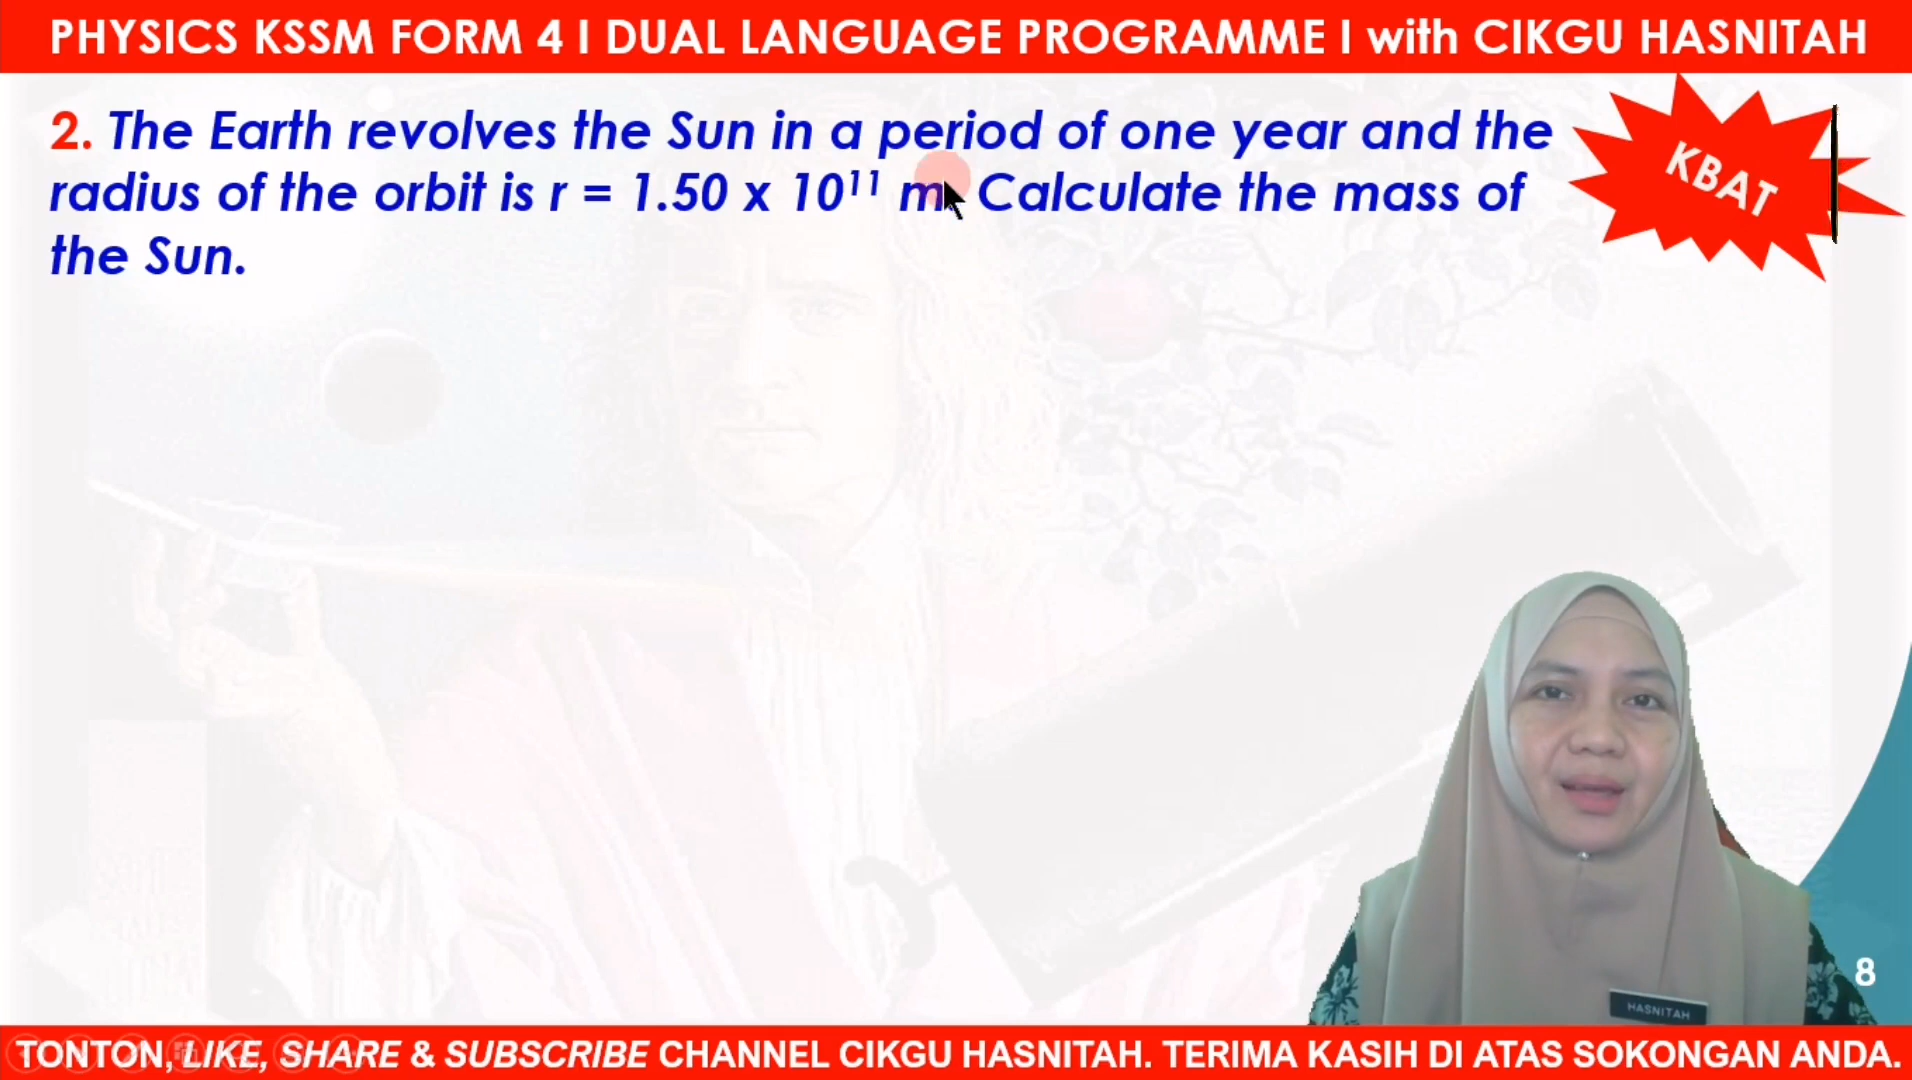 PHYSICS KSSM FORM 4 I DUAL LANGUAGE PROGRAMME I with CIKGU HASNITAH
2. The Earth revolves the Sun in a period of one year and the
radius of the orbit is r = 1.50 x 10¹¹ m. Calculate the mass of
the Sun.
KBAT
HASNITAH
8
TONTON, LIKE, SHARE & SUBSCRIBE CHANNEL CIKGU HASNITAH. TERIMA KASIH DI ATAS SOKONGAN ANDA.